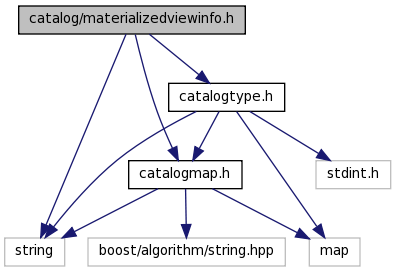 catalog/materializedviewinfo.h
catalogtype.h
catalogmap.h
stdint.h
string
boost/algorithm/string.hpp
map